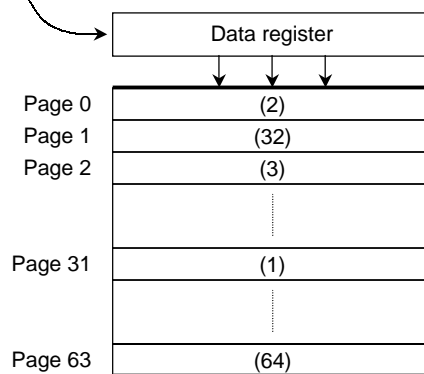 Data register
Page 0 (2)
Page 1 (32)
Page 2 (3)
Page 31 (1)
Page 63 (64)